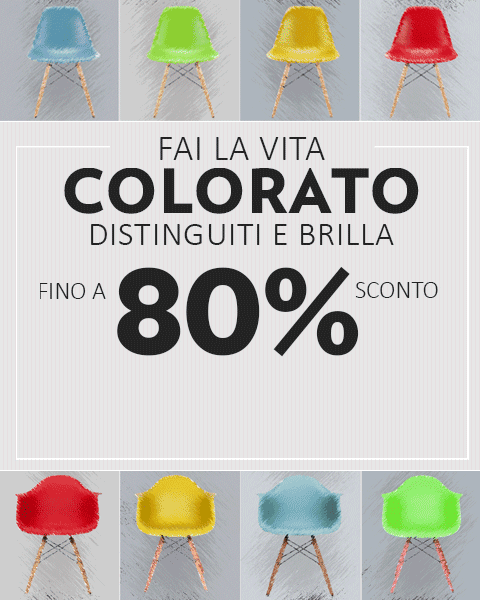 FAI LA VITA
COLORATO
DISTINGUITI E BRILLA
FINO A 80% SCONTO